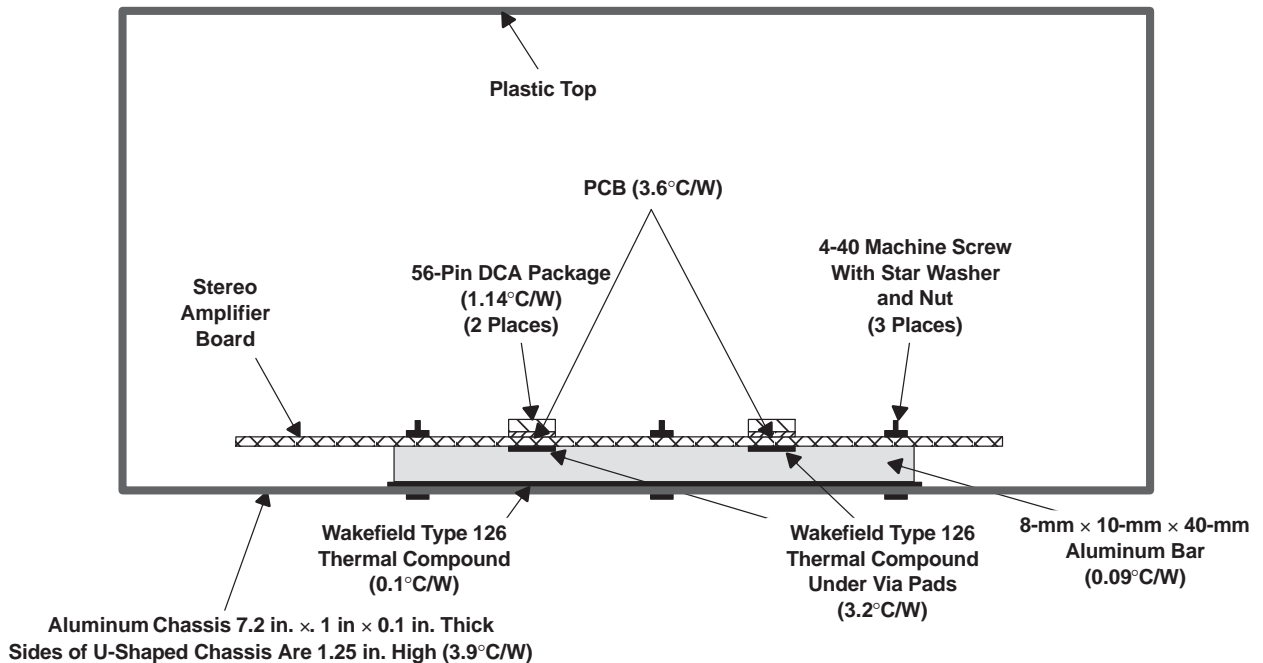 Plastic Top
PCB (3.6°C/W)
4-40 Machine Screw
With Star Washer
and Nut
(3 Places)
56-Pin DCA Package
(1.14°C/W)
(2 Places)
Stereo
Amplifier
Board
Wakefield Type 126
Thermal Compound
(0.1°C/W)
Wakefield Type 126
Thermal Compound
Under Via Pads
(3.2°C/W)
8-mm × 10-mm × 40-mm
Aluminum Bar
(0.09°C/W)
Aluminum Chassis 7.2 in. ×. 1 in × 0.1 in. Thick
Sides of U-Shaped Chassis Are 1.25 in. High (3.9°C/W)